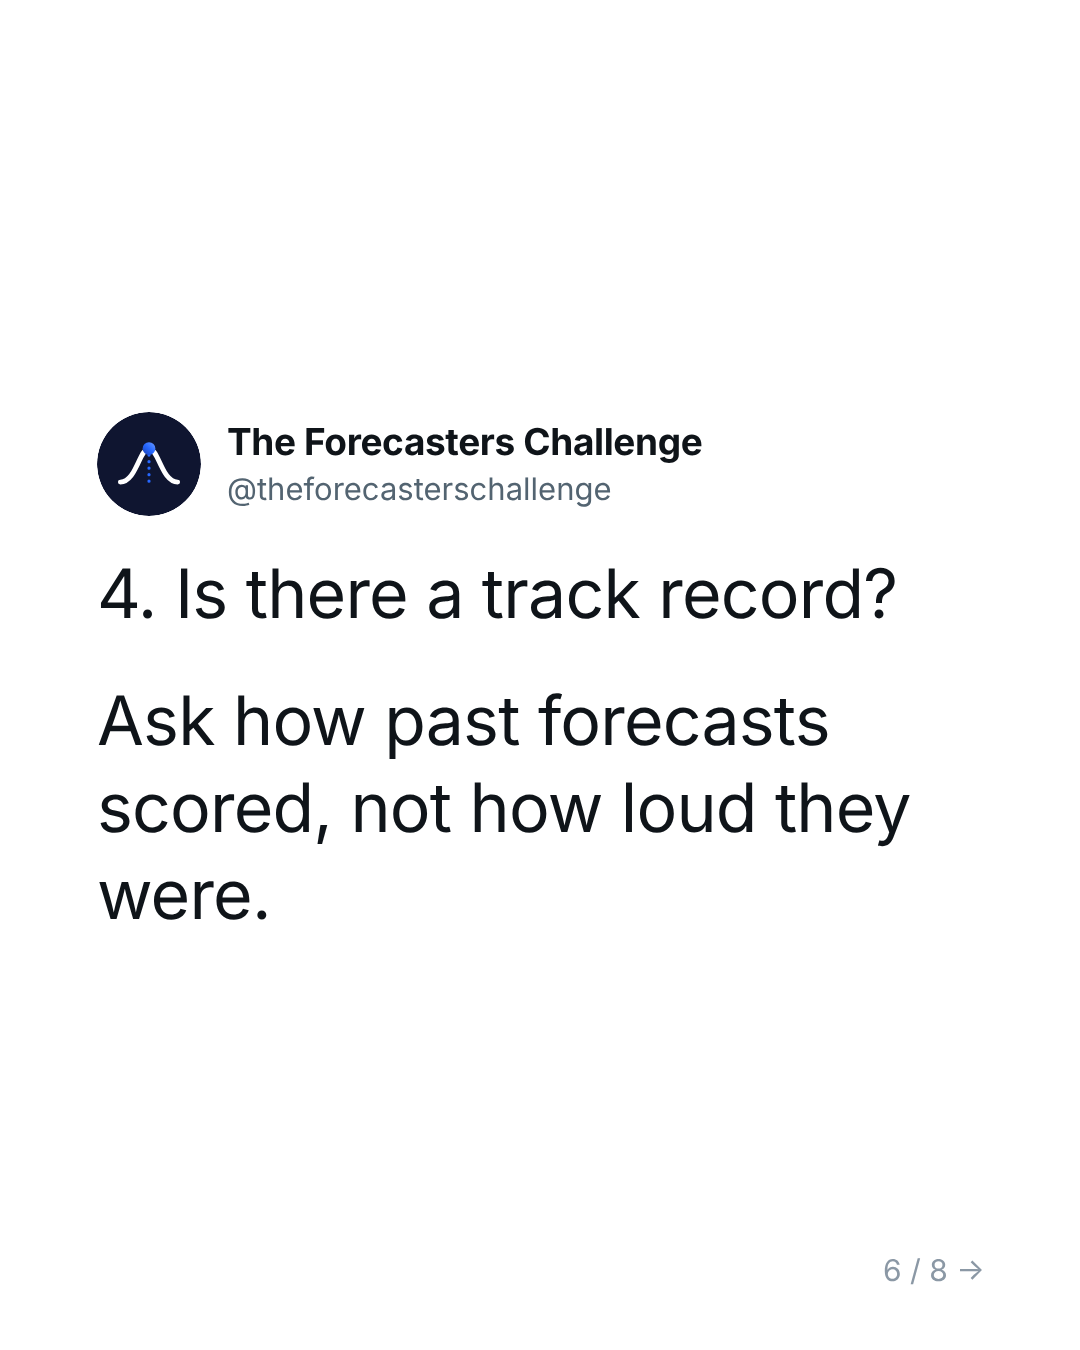 The Forecasters Challenge
@theforecasterschallenge
4. Is there a track record?
Ask how past forecasts
scored, not how loud they
were.
6 / 8 →